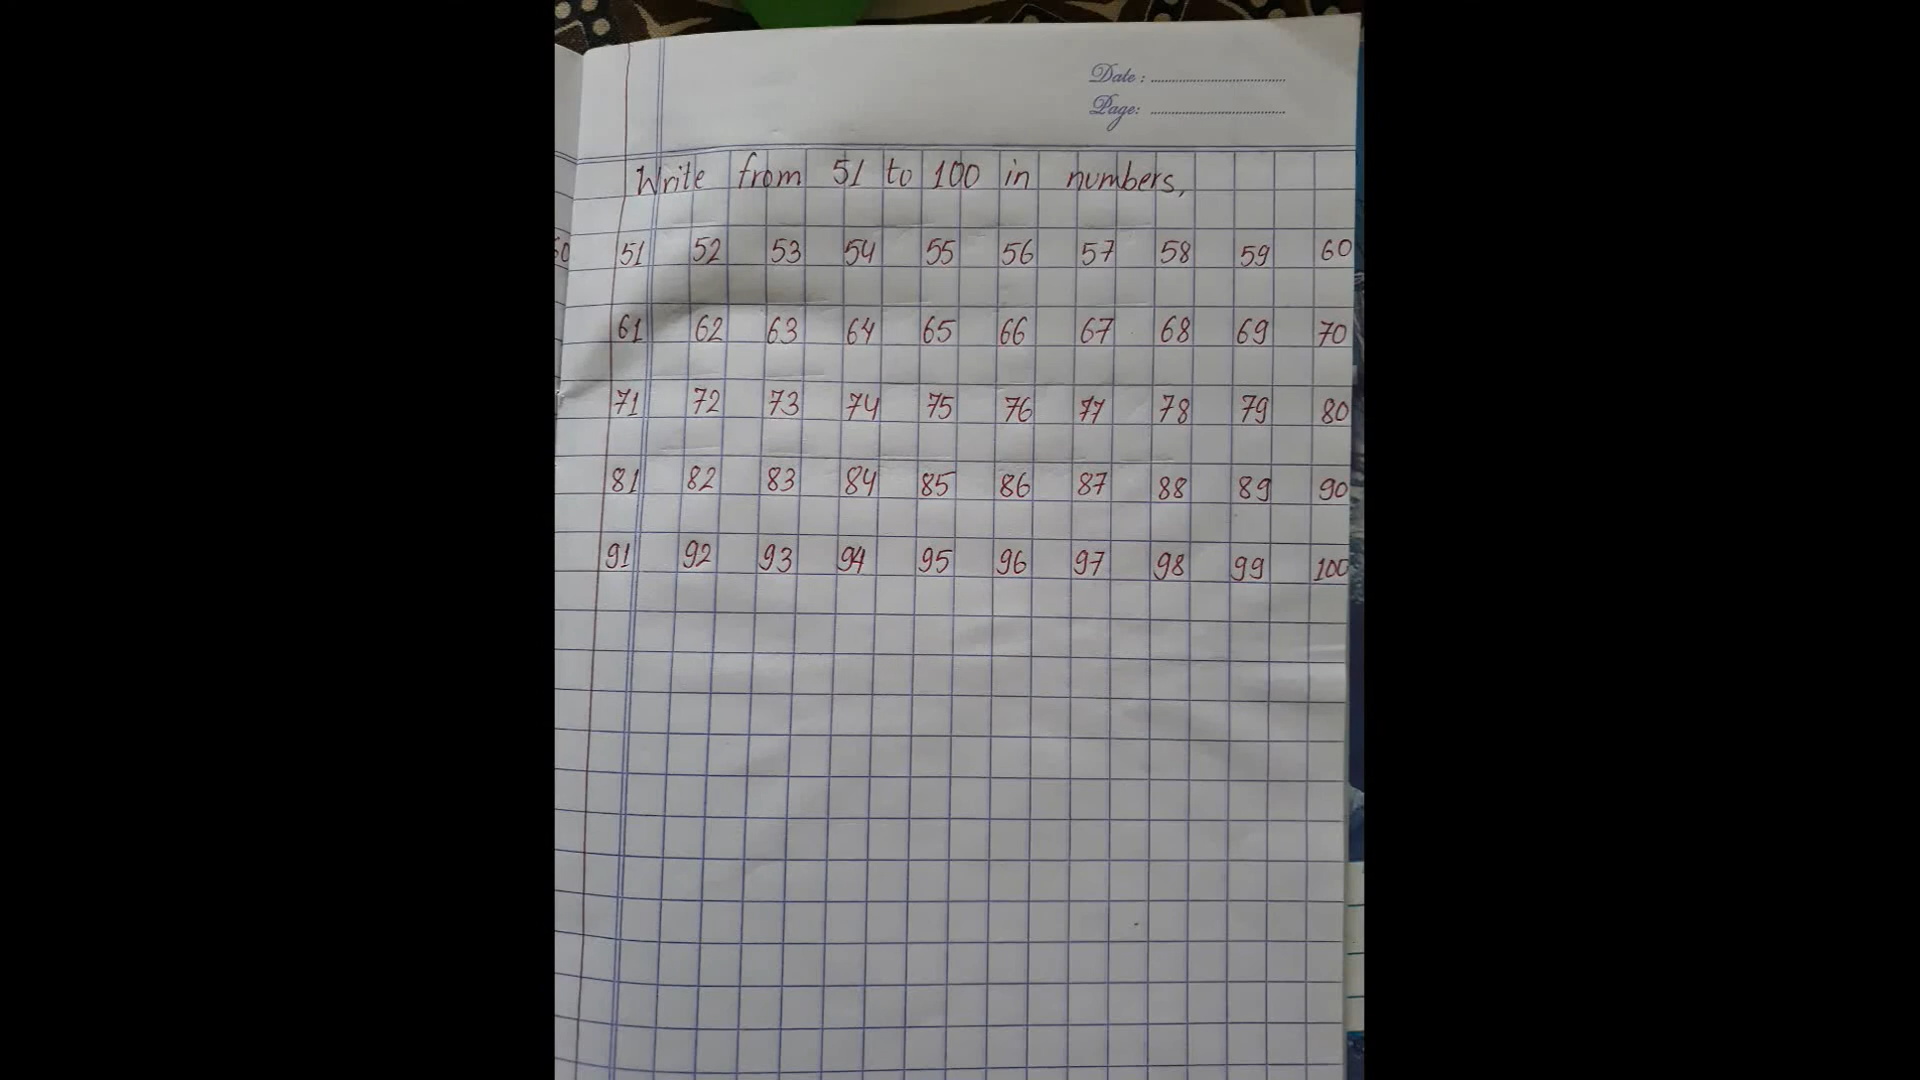 Date :
Page:
Write from 51 to 100 in numbers,
51 52 53 54 55 56 57 58 59 60
61 62 63 64 65 66 67 68 69 70
71 72 73 74 75 76 77 78 79 80
81 82 83 84 85 86 87 88 89 90
91 92 93 94 95 96 97 98 99 100